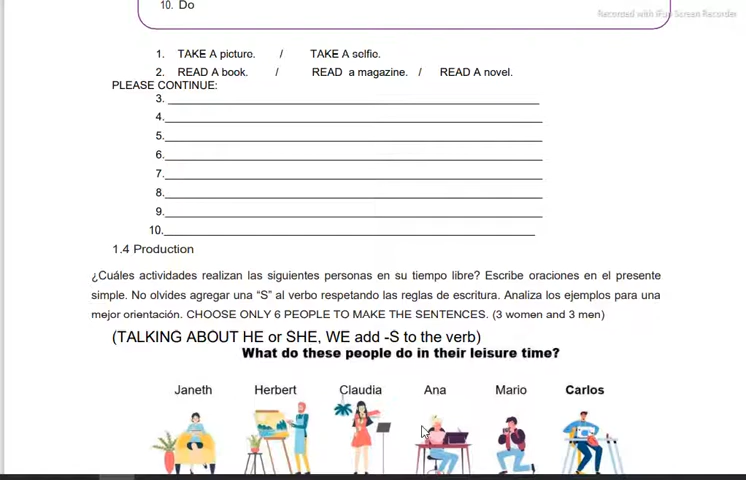 10. Do
Recorded with iFun Screen Recorder
1. TAKE A picture. / TAKE A selfie.
2. READ A book. / READ a magazine. / READ A novel.
PLEASE CONTINUE:
3.
4.
5.
6.
7.
8.
9.
10.
1.4 Production
¿Cuáles actividades realizan las siguientes personas en su tiempo libre? Escribe oraciones en el presente
simple. No olvides agregar una “S” al verbo respetando las reglas de escritura. Analiza los ejemplos para una
mejor orientación. CHOOSE ONLY 6 PEOPLE TO MAKE THE SENTENCES. (3 women and 3 men)
(TALKING ABOUT HE or SHE, WE add -S to the verb)
What do these people do in their leisure time?
Janeth Herbert Claudia Ana Mario Carlos